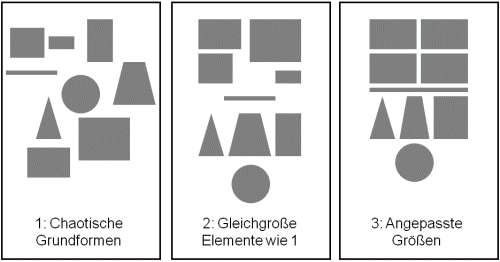 1: Chaotische
Grundformen
2: Gleichgroße
Elemente wie 1
3: Angepasste
Größen